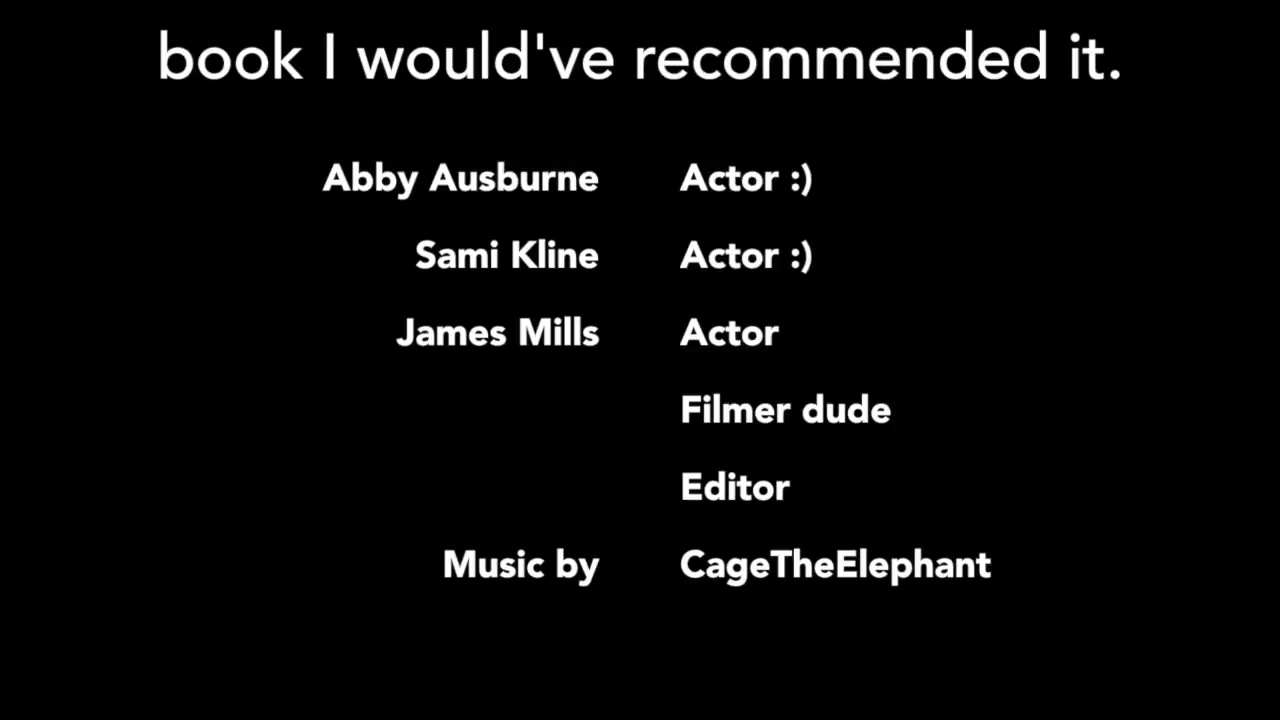 book I would've recommended it.
Abby Ausburne Actor :)
Sami Kline Actor :)
James Mills Actor
Filmer dude
Editor
Music by CageTheElephant